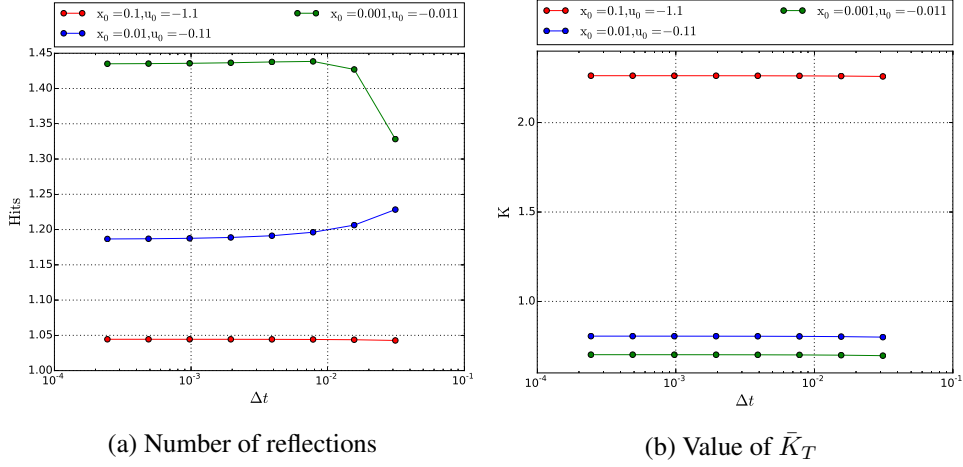 x₀ =0.1,u₀ =−1.1
x₀ =0.01,u₀ =−0.11
x₀ =0.001,u₀ =−0.011
1.45
1.40
1.35
1.30
1.25
1.20
1.15
1.10
1.05
1.00
Hits
10⁻⁴ 10⁻³ 10⁻² 10⁻¹
Δt
(a) Number of reflections
x₀ =0.1,u₀ =−1.1
x₀ =0.01,u₀ =−0.11
x₀ =0.001,u₀ =−0.011
2.0
1.5
1.0
K
10⁻⁴ 10⁻³ 10⁻² 10⁻¹
Δt
(b) Value of K̄_T